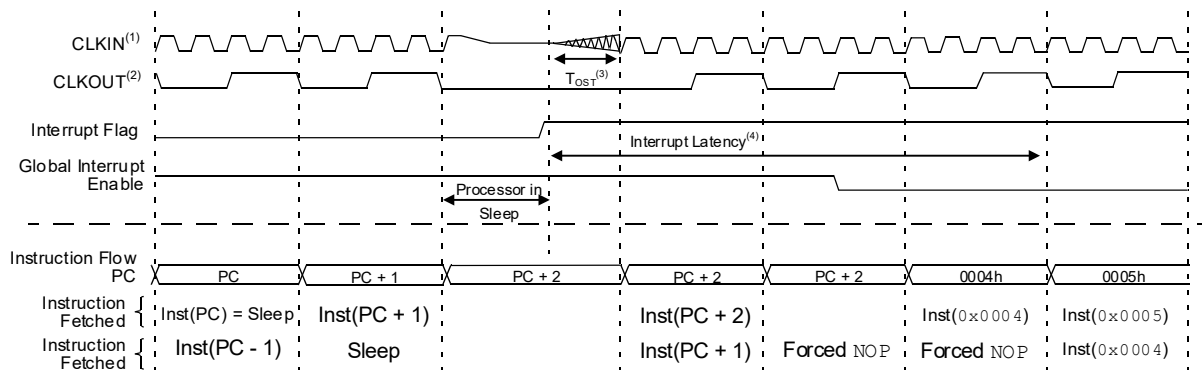 CLKIN(1)
CLKOUT(2)
TOST(3)
Interrupt Flag
Interrupt Latency(4)
Global Interrupt
Enable
Processor in
Sleep
Instruction Flow
PC
PC
PC + 1
PC + 2
PC + 2
PC + 2
0004h
0005h
Instruction
Fetched
Inst(PC) = Sleep
Inst(PC + 1)
Inst(PC + 2)
Inst(0x0004)
Inst(0x0005)
Instruction
Fetched
Inst(PC - 1)
Sleep
Inst(PC + 1)
Forced NOP
Forced NOP
Inst(0x0004)